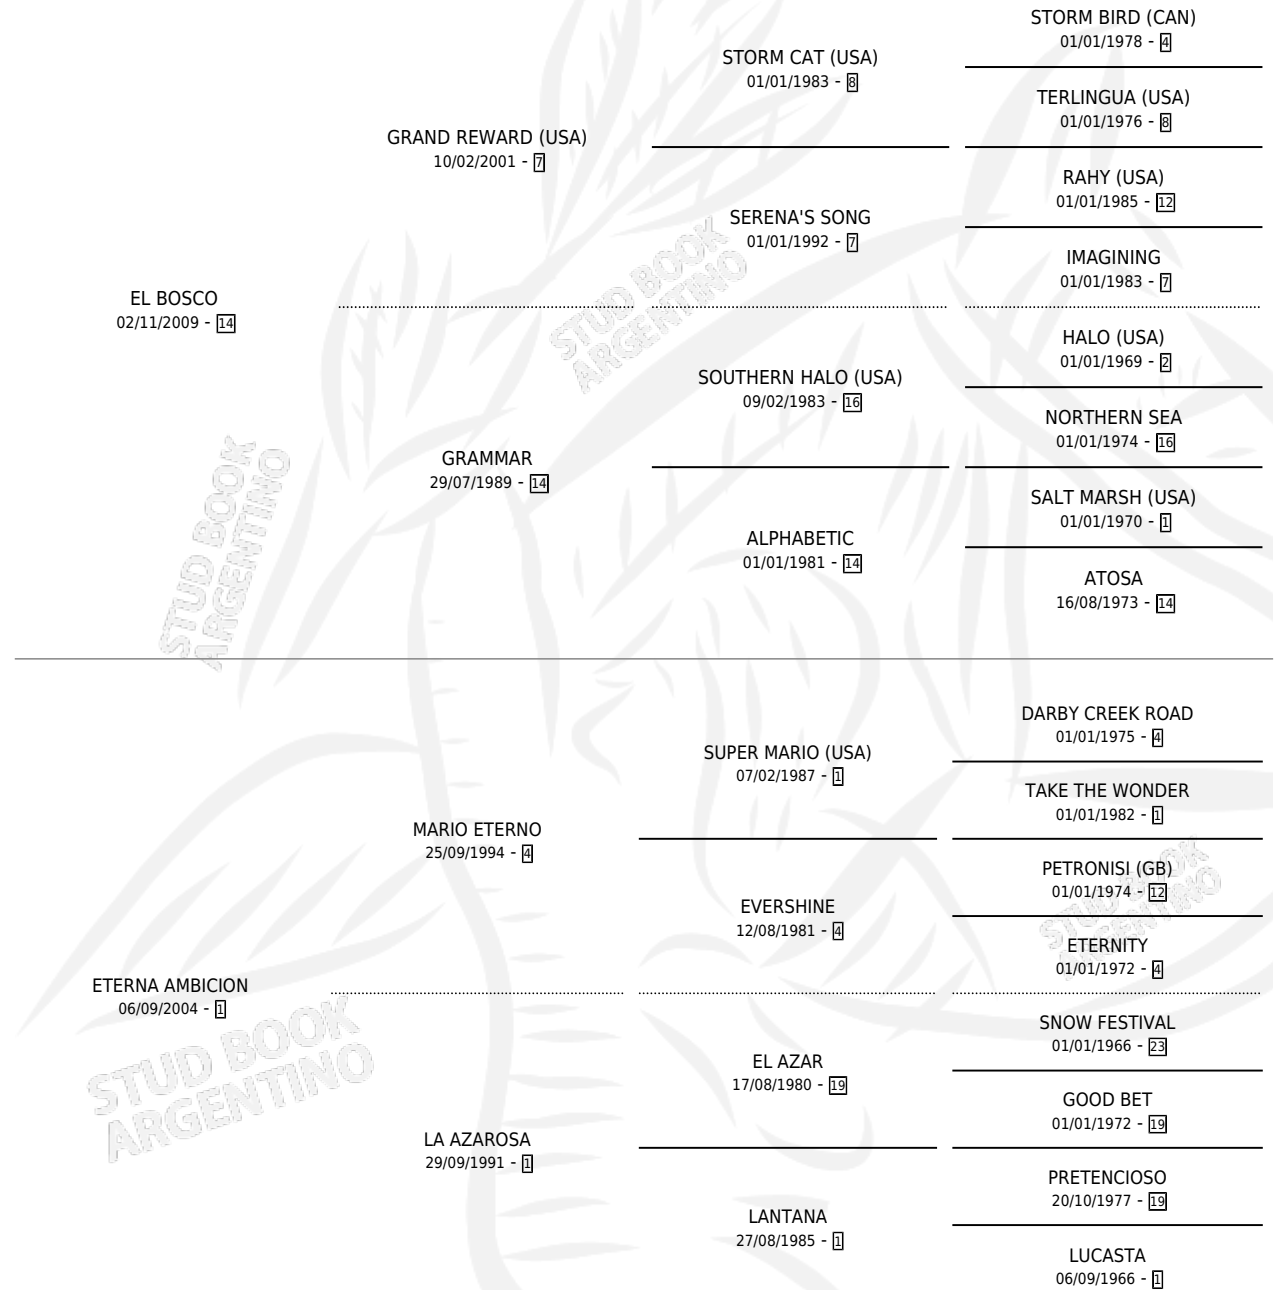 STORM BIRD (CAN)
01/01/1978 - 4
STORM CAT (USA)
01/01/1983 - 8
TERLINGUA (USA)
01/01/1976 - 8
GRAND REWARD (USA)
10/02/2001 - 7
RAHY (USA)
01/01/1985 - 12
SERENA'S SONG
01/01/1992 - 7
IMAGINING
01/01/1983 - 7
EL BOSCO
02/11/2009 - 14
HALO (USA)
01/01/1969 - 2
SOUTHERN HALO (USA)
09/02/1983 - 16
NORTHERN SEA
01/01/1974 - 16
GRAMMAR
29/07/1989 - 14
SALT MARSH (USA)
01/01/1970 - 1
ALPHABETIC
01/01/1981 - 14
ATOSA
16/08/1973 - 14
DARBY CREEK ROAD
01/01/1975 - 4
SUPER MARIO (USA)
07/02/1987 - 1
TAKE THE WONDER
01/01/1982 - 1
MARIO ETERNO
25/09/1994 - 4
PETRONISI (GB)
01/01/1974 - 12
EVERSHINE
12/08/1981 - 4
ETERNITY
01/01/1972 - 4
ETERNA AMBICION
06/09/2004 - 1
SNOW FESTIVAL
01/01/1966 - 23
EL AZAR
17/08/1980 - 19
GOOD BET
01/01/1972 - 19
LA AZAROSA
29/09/1991 - 1
PRETENCIOSO
20/10/1977 - 19
LANTANA
27/08/1985 - 1
LUCASTA
06/09/1966 - 1
STUD BOOK
ARGENTINO
STUD BOOK
ARGENTINO
STUD BOOK
ARGENTINO
STUD BOOK
ARGENTINO